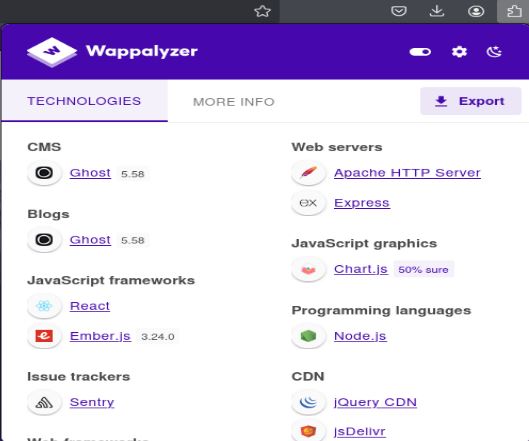 Wappalyzer
TECHNOLOGIES
MORE INFO
Export
CMS
Ghost 5.58
Blogs
Ghost 5.58
JavaScript frameworks
React
Ember.js 3.24.0
Issue trackers
Sentry
Web frameworks
Web servers
Apache HTTP Server
ex Express
JavaScript graphics
Chart.js 50% sure
Programming languages
Node.js
CDN
jQuery CDN
jsDelivr